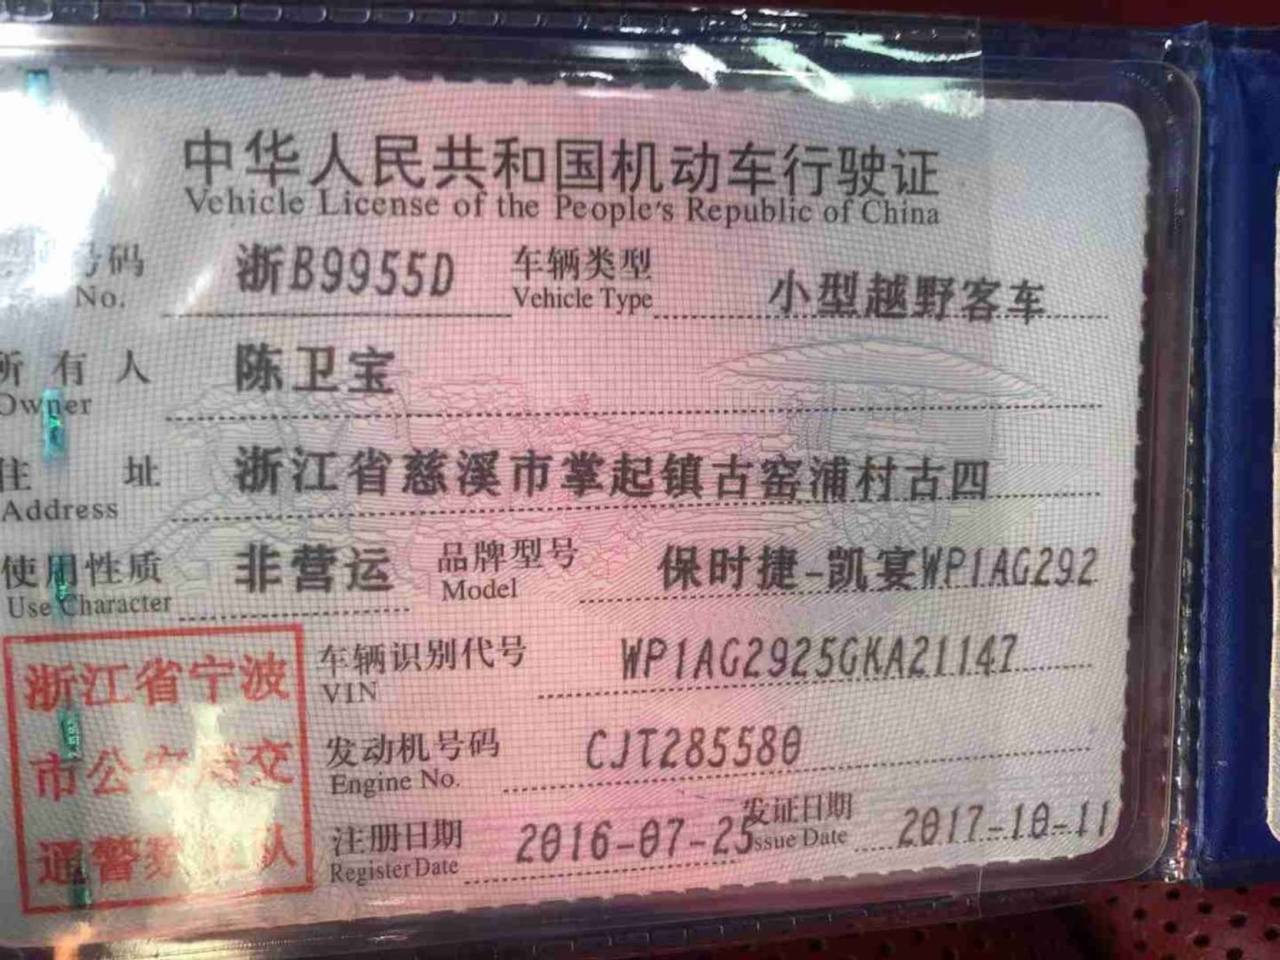 中华人民共和国机动车行驶证
Vehicle License of the People's Republic of China
号码 浙B9955D 车辆类型 小型越野客车
No. Vehicle Type
所有人 陈卫宝
Owner
住址 浙江省慈溪市掌起镇古窑浦村古四
Address
使用性质 非营运 品牌型号 保时捷-凯宴WP1AG292
Use Character Model
浙江省宁波
市公安局交
通警察 队
车辆识别代号 WP1AG2925GKA21147
VIN
发动机号码 CJT285580
Engine No.
注册日期 2016-07-25 发证日期 2017-10-11
Register Date Issue Date